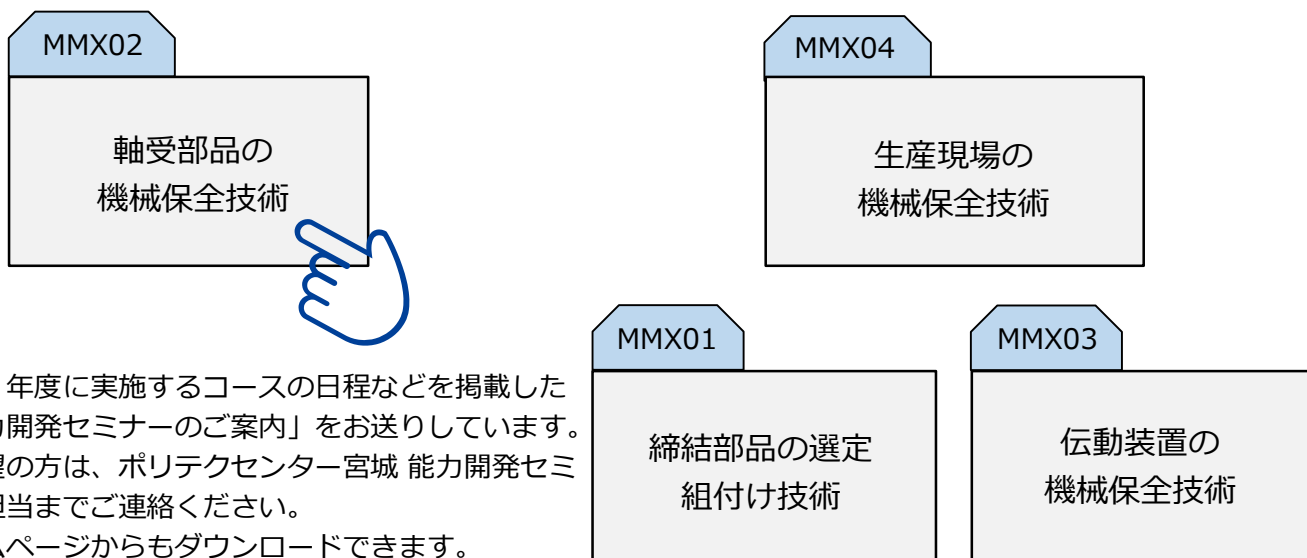 MMX02
軸受部品の
機械保全技術
MMX04
生産現場の
機械保全技術
MMX01
締結部品の選定
組付け技術
MMX03
伝動装置の
機械保全技術
年度に実施するコースの日程などを掲載した
開発セミナーのご案内」をお送りしています。
の方は、ポリテクセンター宮城 能力開発セミ
当までご連絡ください。
ページからもダウンロードできます。